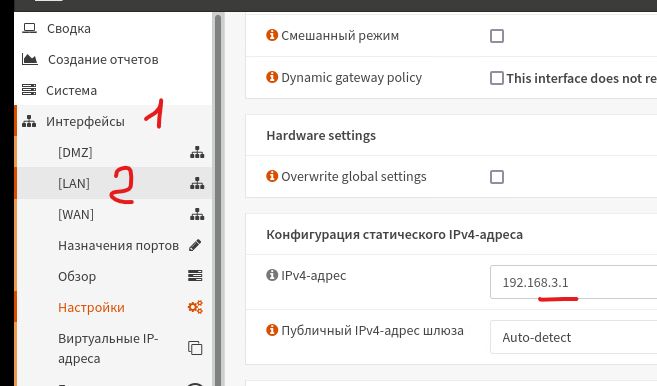 Сводка
Создание отчетов
Система
Интерфейсы 1
[DMZ]
[LAN] 2
[WAN]
Назначения портов
Обзор
Настройки
Виртуальные IP-
адреса
Смешанный режим
Dynamic gateway policy This interface does not re
Hardware settings
Overwrite global settings
Конфигурация статического IPv4-адреса
IPv4-адрес 192.168.3.1
Публичный IPv4-адрес шлюза Auto-detect